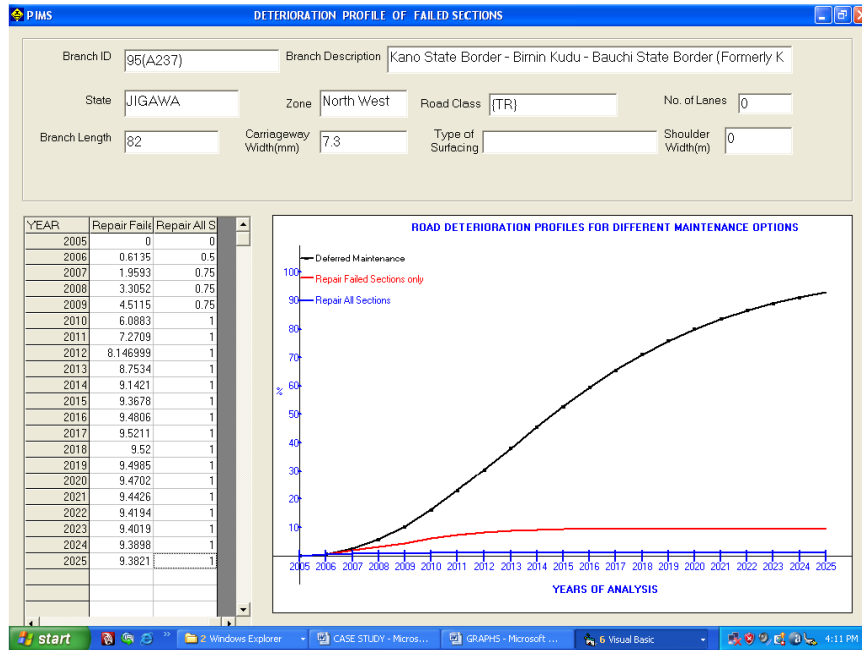 PIMS DETERIORATION PROFILE OF FAILED SECTIONS
Branch ID 95(A237) Branch Description Kano State Border - Birnin Kudu - Bauchi State Border (Formerly K
State JIGAWA Zone North West Road Class {TR} No. of Lanes 0
Branch Length 82 Carriageway Width(mm) 7.3 Type of Surfacing Shoulder Width(m) 0
YEAR Repair Faile Repair All S
2005 0 0
2006 0.6135 0.5
2007 1.9593 0.75
2008 3.3052 0.75
2009 4.5115 0.75
2010 6.0883 1
2011 7.2709 1
2012 8.146999 1
2013 8.7534 1
2014 9.1421 1
2015 9.3678 1
2016 9.4806 1
2017 9.5211 1
2018 9.52 1
2019 9.4985 1
2020 9.4702 1
2021 9.4426 1
2022 9.4194 1
2023 9.4019 1
2024 9.3898 1
2025 9.3821 1
ROAD DETERIORATION PROFILES FOR DIFFERENT MAINTENANCE OPTIONS
Deferred Maintenance
100
Repair Failed Sections only
90 Repair All Sections
80
70
% 60
50
40
30
20
10
2005 2006 2007 2008 2009 2010 2011 2012 2013 2014 2015 2016 2017 2018 2019 2020 2021 2022 2023 2024 2025
YEARS OF ANALYSIS
start 2 Windows Explorer CASE STUDY - Micros... GRAPHS - Microsoft ... 6 Visual Basic 4:11 PM